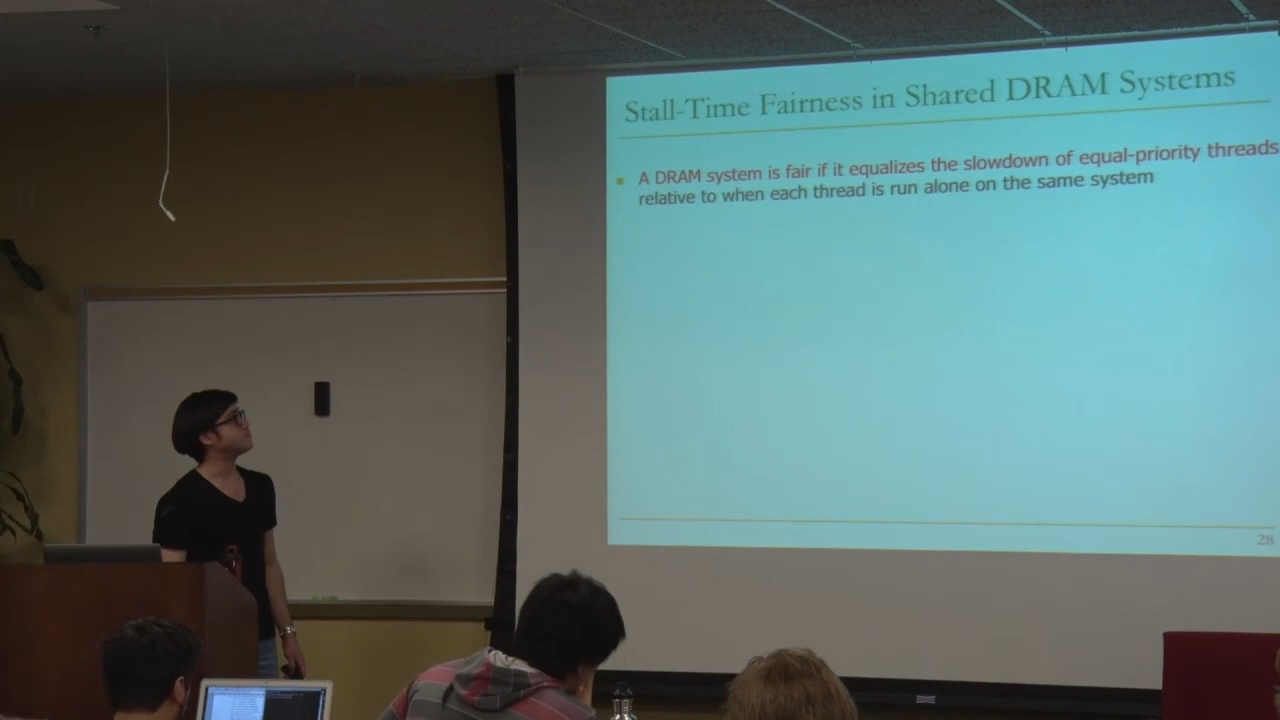 Stall-Time Fairness in Shared DRAM Systems
A DRAM system is fair if it equalizes the slowdown of equal-priority threads
relative to when each thread is run alone on the same system
28